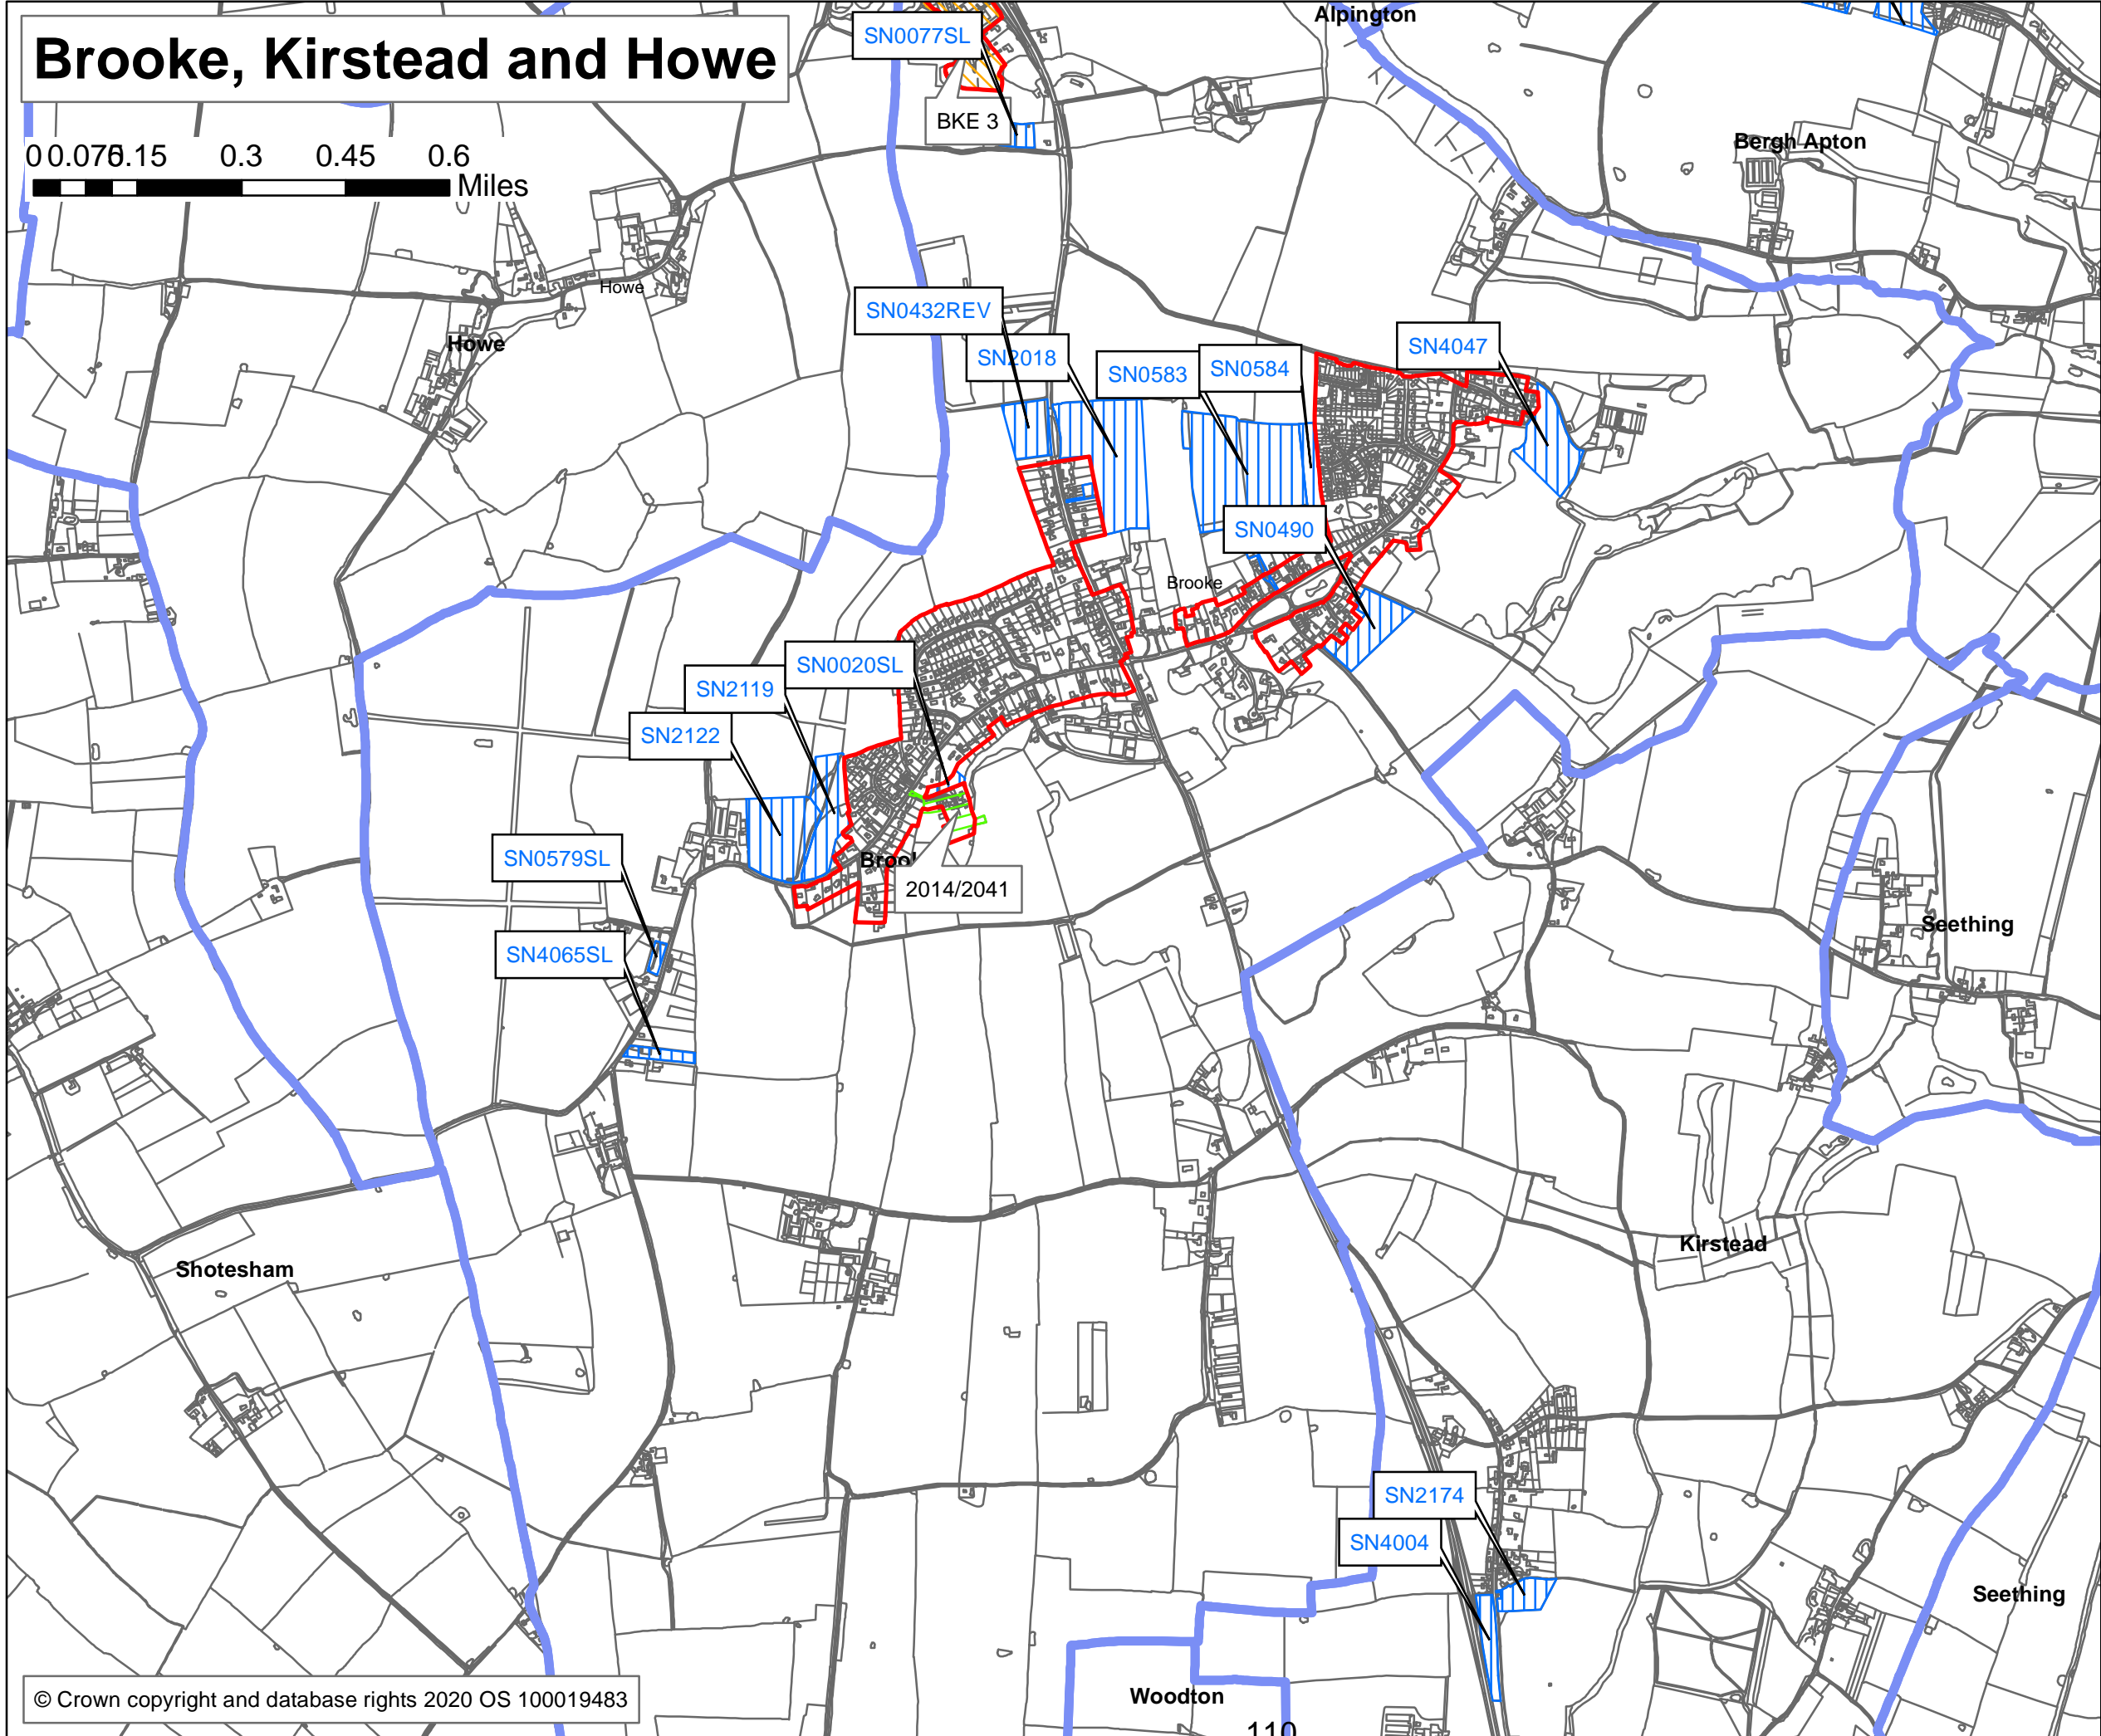 Alpington
SN0077SL
Brooke, Kirstead and Howe
BKE 3
Bergh Apton
0 0.075 0.15 0.3 0.45 0.6
Miles
Howe
SN0432REV
Howe
SN2018
SN4047
SN0583
SN0584
SN0490
Brooke
SN0020SL
SN2119
SN2122
SN0579SL
Brook
2014/2041
Seething
SN4065SL
Kirstead
Shotesham
SN2174
SN4004
Seething
Woodton
© Crown copyright and database rights 2020 OS 100019483
110